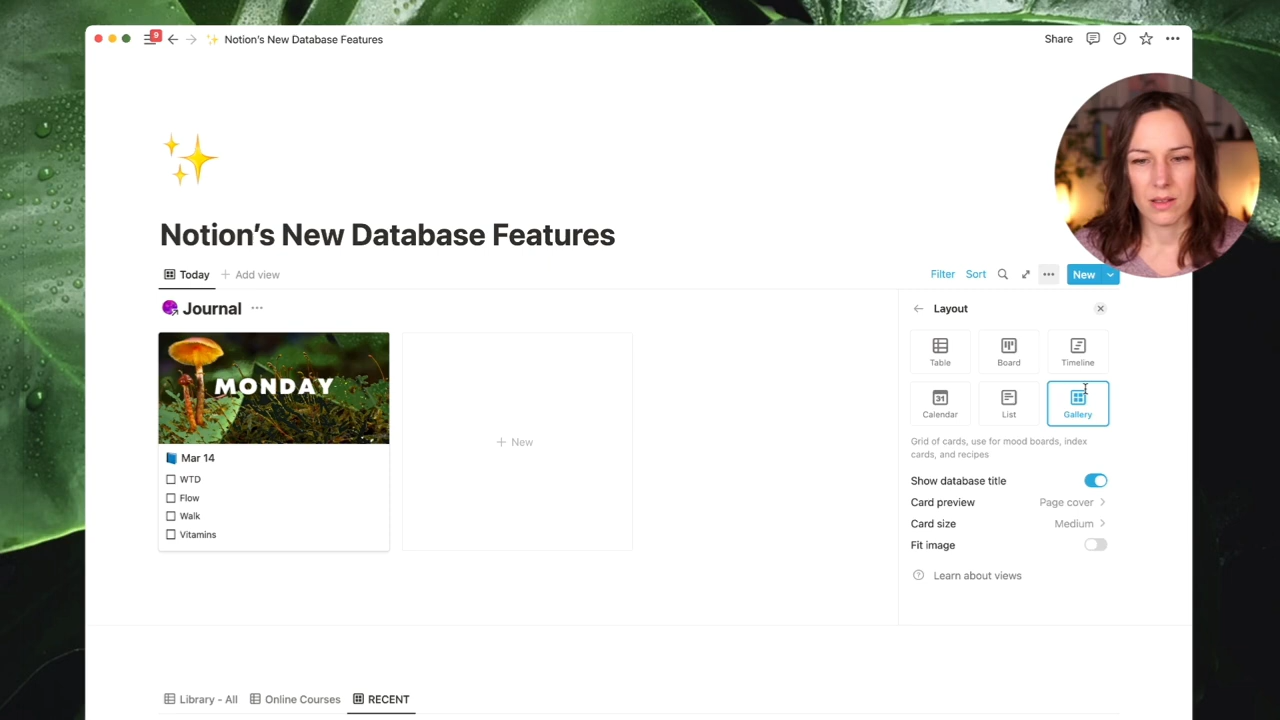 9
Notion's New Database Features
Share
Notion's New Database Features
Today
Add view
Filter
Sort
New
Journal
MONDAY
Mar 14
WTD
Flow
Walk
Vitamins
New
Layout
Table
Board
Timeline
31
Calendar
List
Gallery
Grid of cards, use for mood boards, index
cards, and recipes
Show database title
Card preview Page cover
Card size Medium
Fit image
? Learn about views
Library - All
Online Courses
RECENT